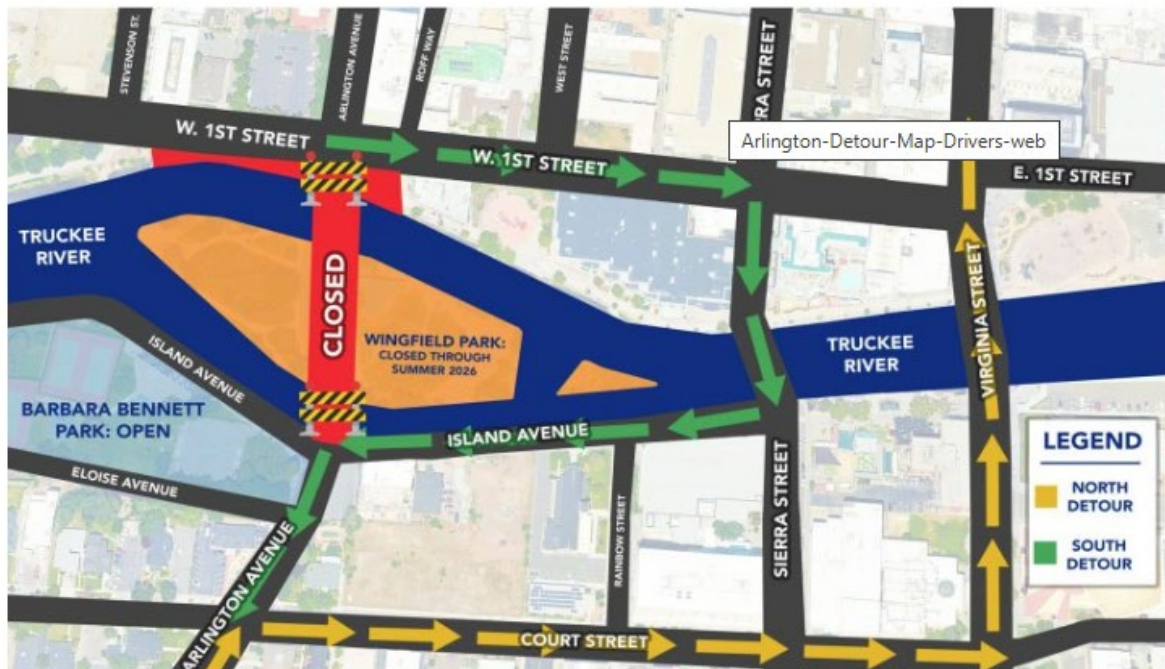 STEVENSON ST.
ARLINGTON AVENUE
ROFF WAY
WEST STREET
RRA STREET
Arlington-Detour-Map-Drivers-web
W. 1ST STREET
W. 1ST STREET
E. 1ST STREET
TRUCKEE
RIVER
CLOSED
WINGFIELD PARK:
CLOSED THROUGH
SUMMER 2026
TRUCKEE
RIVER
VIRGINIA STREET
ISLAND AVENUE
BARBARA BENNETT
PARK: OPEN
ISLAND AVENUE
ELOISE AVENUE
RAINBOW STREET
SIERRA STREET
LEGEND
NORTH
DETOUR
SOUTH
DETOUR
ARLINGTON AVENUE
COURT STREET